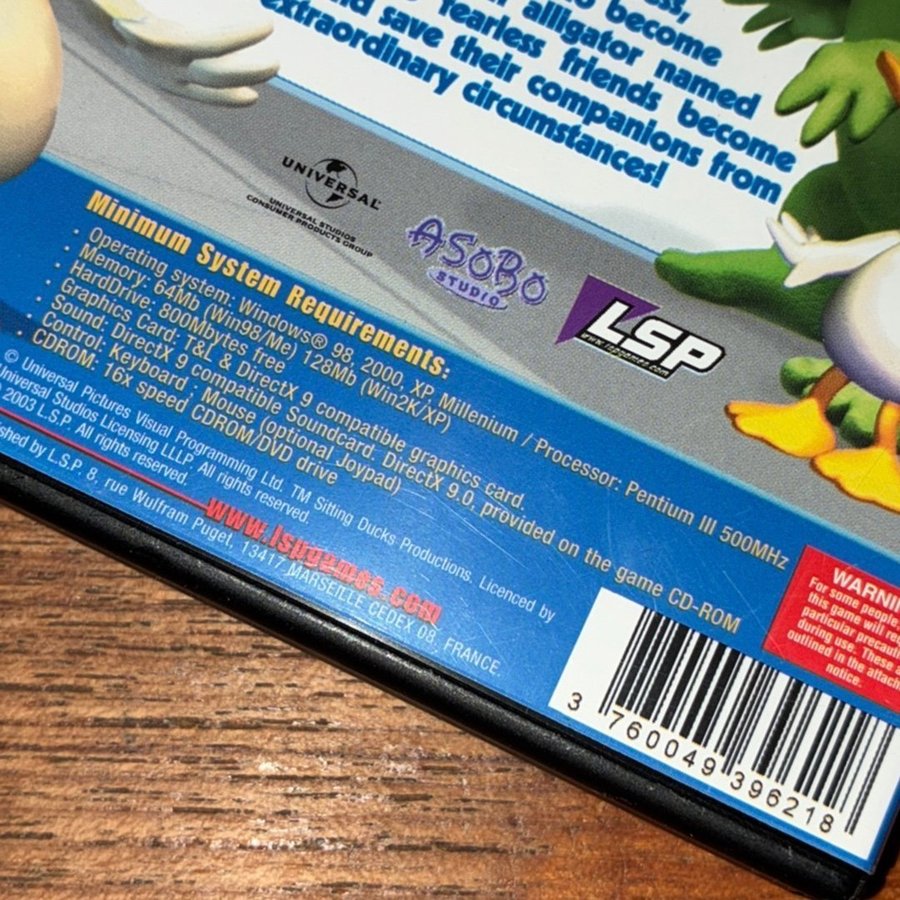 become
alligator named
fearless friends become
and save their companions from
extraordinary circumstances!
UNIVERSAL
UNIVERSAL STUDIOS
CONSUMER PRODUCTS GROUP
ASOBO
STUDIO
LSP
www.lspgames.com
Minimum System Requirements:
· Operating system: Windows® 98, 2000, XP, Millenium / Processor: Pentium III 500MHz
· Memory: 64Mb (Win98/Me) 128Mb (Win2K/XP)
· HardDrive: 800Mbytes free
· Graphics Card: T&L & DirectX 9 compatible graphics card.
· Sound: DirectX 9 compatible Soundcard. DirectX 9.0, provided on the game CD-ROM
· Control: Keyboard ; Mouse (optional Joypad)
· CDROM: 16x speed CDROM/DVD drive
© Universal Pictures Visual Programming Ltd. TM Sitting Ducks Productions. Licenced by
Universal Studios Licensing LLLP. All rights reserved.
© 2003 L.S.P. All rights reserved.
by L.S.P. 8, rue Wulfram Puget, 13417 MARSEILLE CEDEX 08, FRANCE.
www.lspgames.com
For some people,
this game will
particular
during use. These
outlined in the
notice.
3 760049 396218